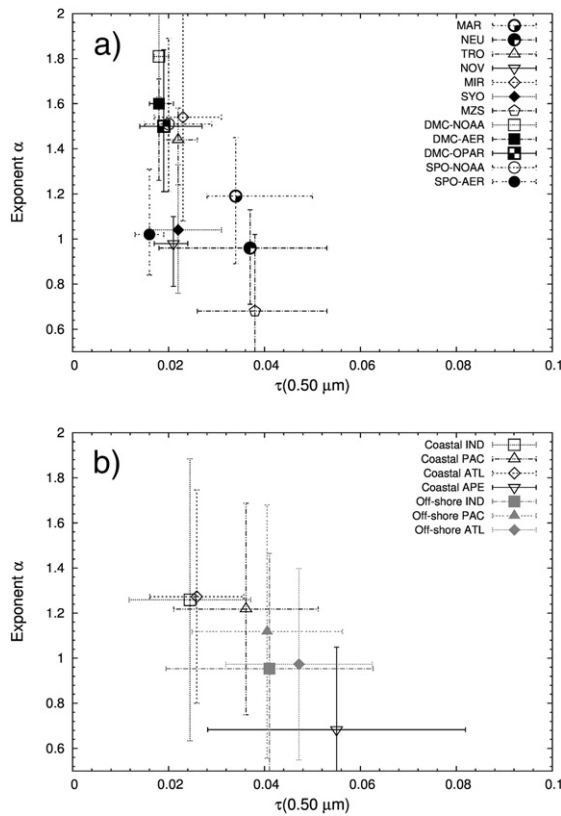 a)
Exponent α
2
1.8
1.6
1.4
1.2
1
0.8
0.6
0 0.02 0.04 0.06 0.08 0.1
τ(0.50 μm)
MAR
NEU
TRO
NOV
MIR
SYO
MZS
DMC-NOAA
DMC-AER
DMC-OPAR
SPO-NOAA
SPO-AER
b)
Exponent α
2
1.8
1.6
1.4
1.2
1
0.8
0.6
0 0.02 0.04 0.06 0.08 0.1
τ(0.50 μm)
Coastal IND
Coastal PAC
Coastal ATL
Coastal APE
Off-shore IND
Off-shore PAC
Off-shore ATL